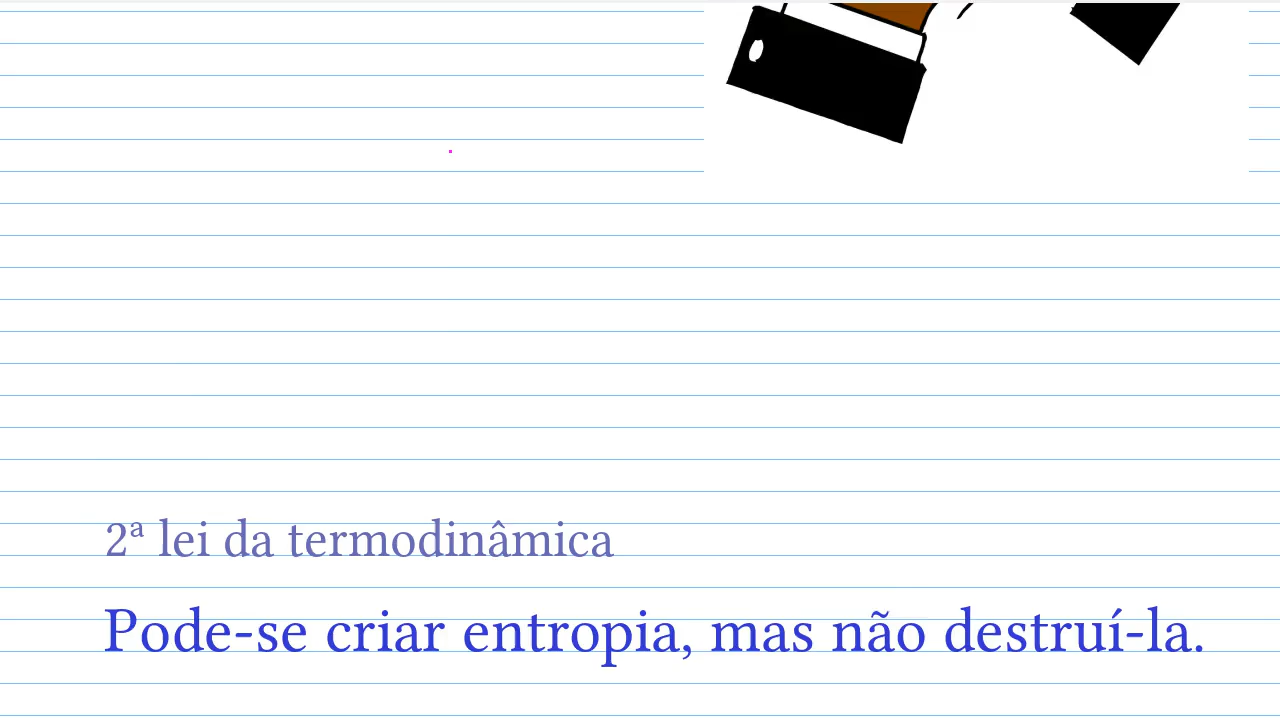 2ª lei da termodinâmica
Pode-se criar entropia, mas não destruí-la.